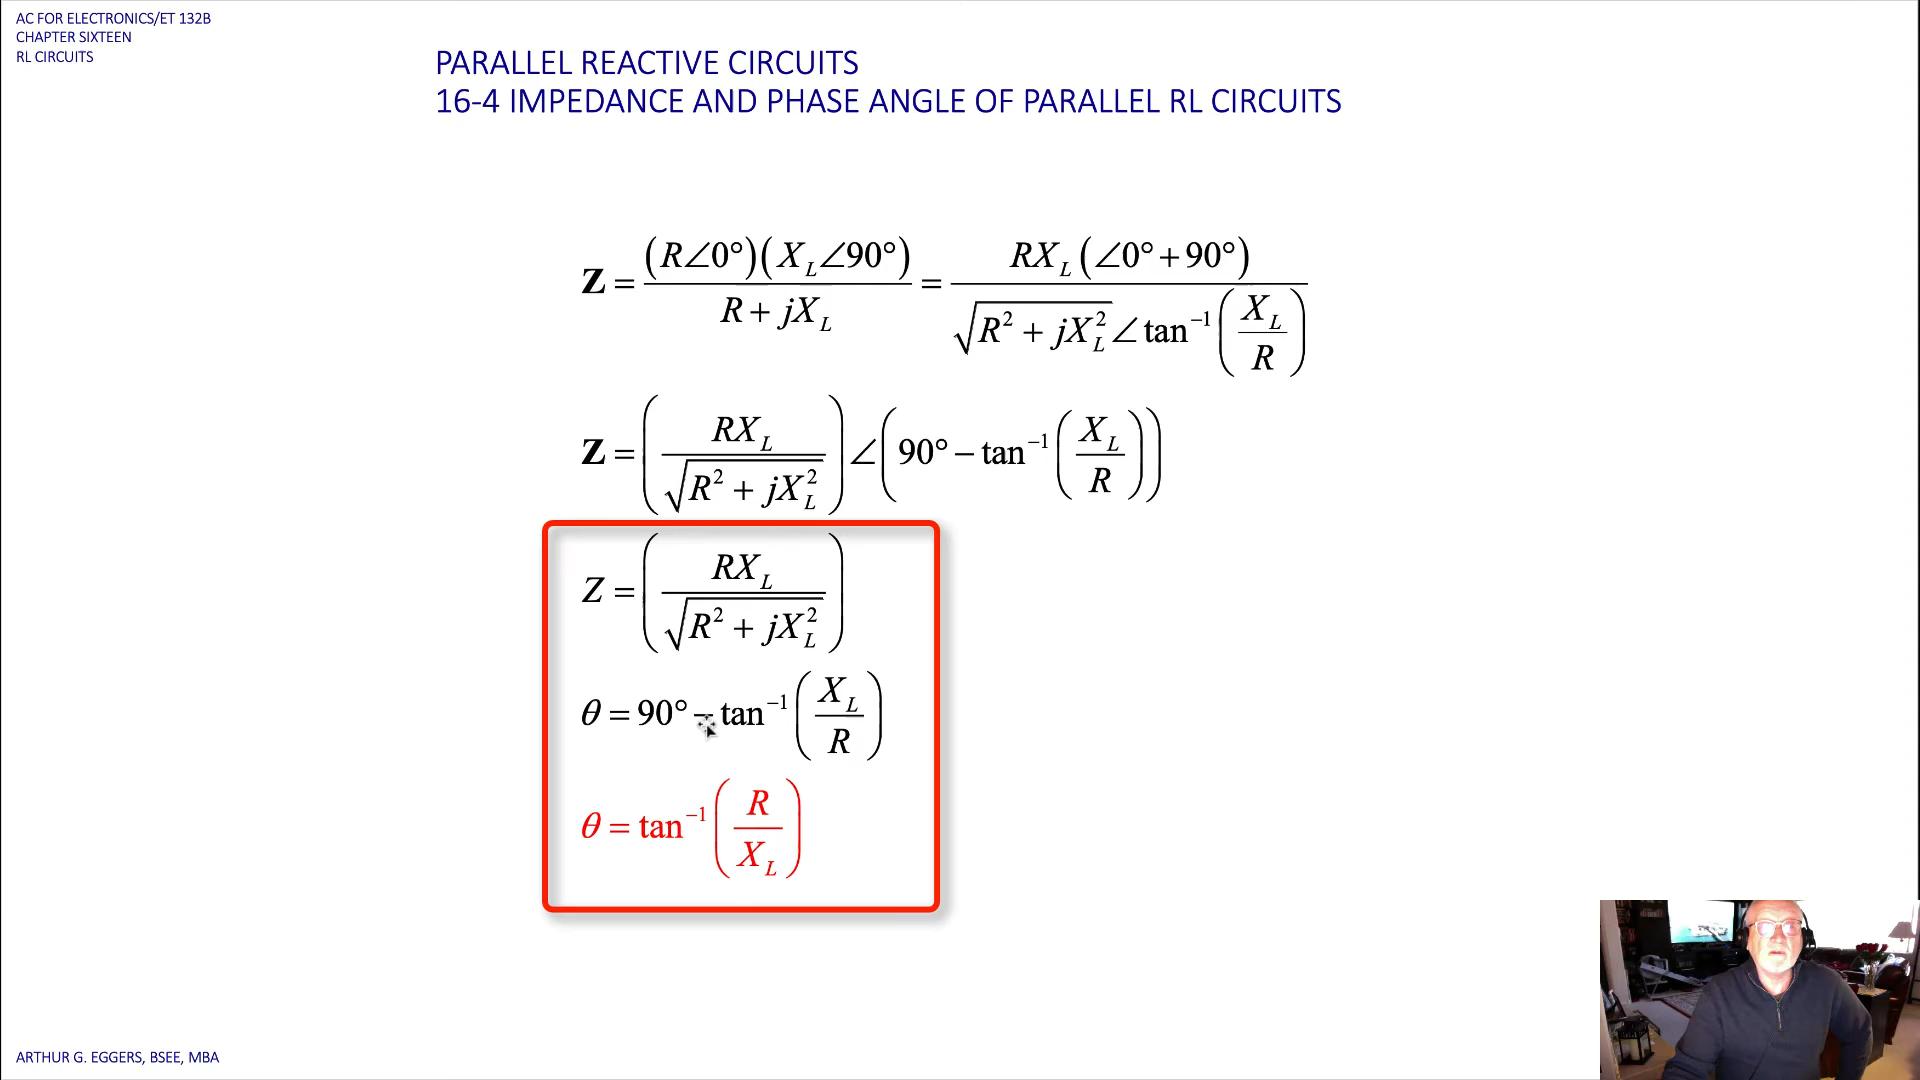 AC FOR ELECTRONICS/ET 132B
CHAPTER SIXTEEN
RL CIRCUITS
PARALLEL REACTIVE CIRCUITS
16-4 IMPEDANCE AND PHASE ANGLE OF PARALLEL RL CIRCUITS
Z = (R∠0°)(X_L∠90°) / (R + jX_L) = RX_L(∠0° + 90°) / (√(R² + jX_L²) ∠tan⁻¹(X_L / R))
Z = (RX_L / √(R² + jX_L²)) ∠(90° − tan⁻¹(X_L / R))
Z = (RX_L / √(R² + jX_L²))
θ = 90° − tan⁻¹(X_L / R)
θ = tan⁻¹(R / X_L)
ARTHUR G. EGGERS, BSEE, MBA